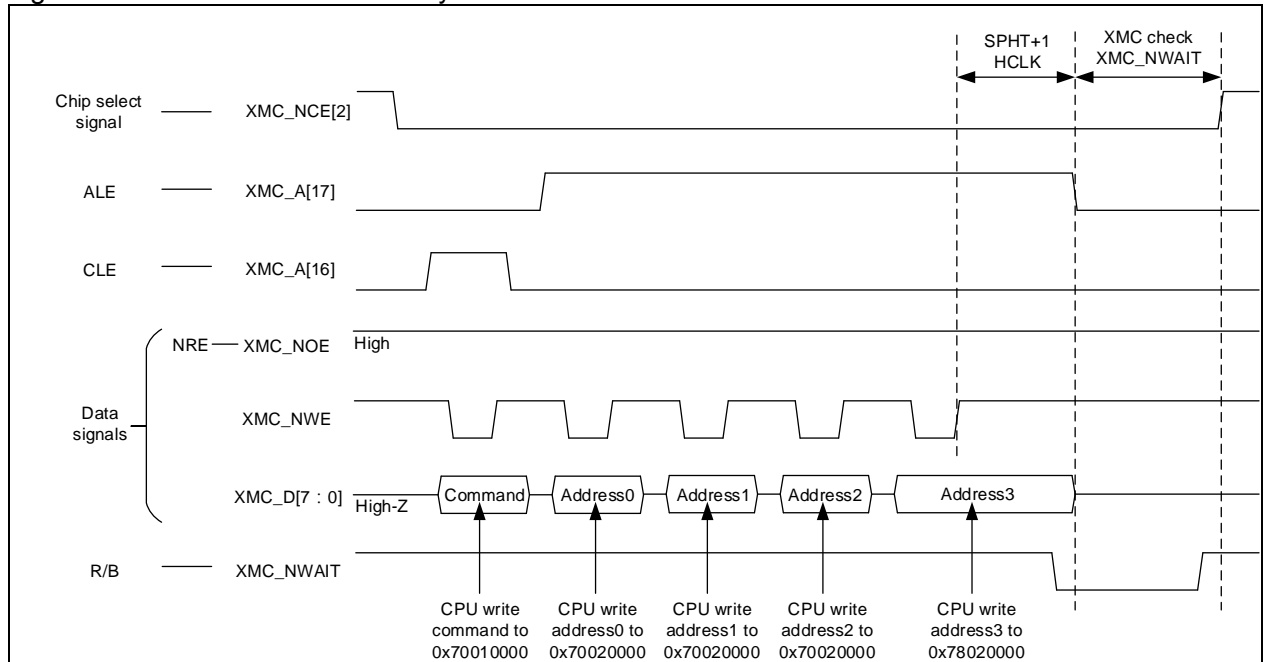 SPHT+1
HCLK
XMC check
XMC_NWAIT
Chip select
signal
XMC_NCE[2]
ALE
XMC_A[17]
CLE
XMC_A[16]
NRE
XMC_NOE
High
Data
signals
XMC_NWE
XMC_D[7 : 0]
High-Z
Command
Address0
Address1
Address2
Address3
R/B
XMC_NWAIT
CPU write
command to
0x70010000
CPU write
address0 to
0x70020000
CPU write
address1 to
0x70020000
CPU write
address2 to
0x70020000
CPU write
address3 to
0x78020000